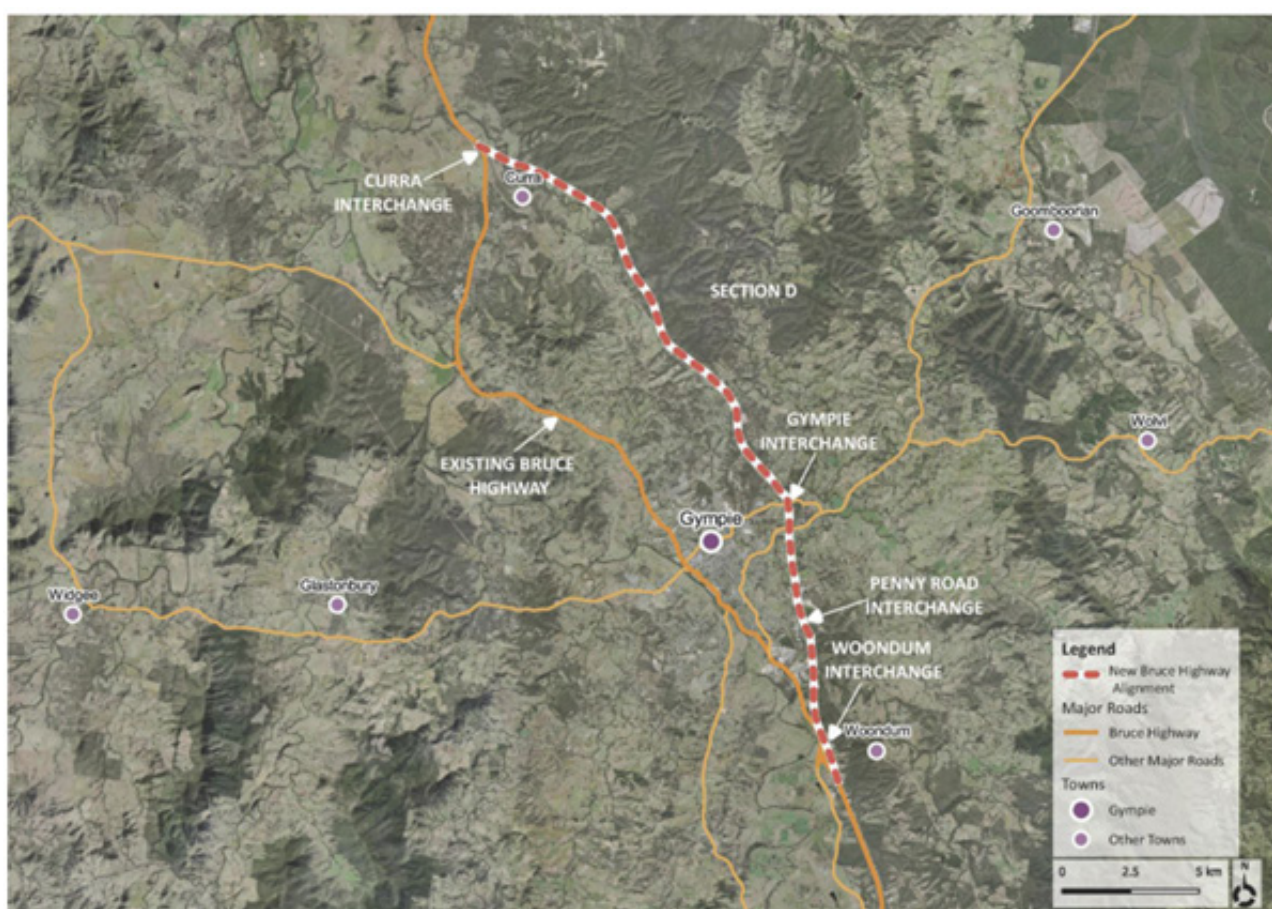 CURRA
INTERCHANGE
Curra
Goomboorian
SECTION D
GYMPIE
INTERCHANGE
Wolvi
EXISTING BRUCE
HIGHWAY
Gympie
PENNY ROAD
INTERCHANGE
Widgee
Glastonbury
WOONDUM
INTERCHANGE
Woondum
Legend
New Bruce Highway
Alignment
Major Roads
Bruce Highway
Other Major Roads
Towns
Gympie
Other Towns
0 2.5 5 km
N